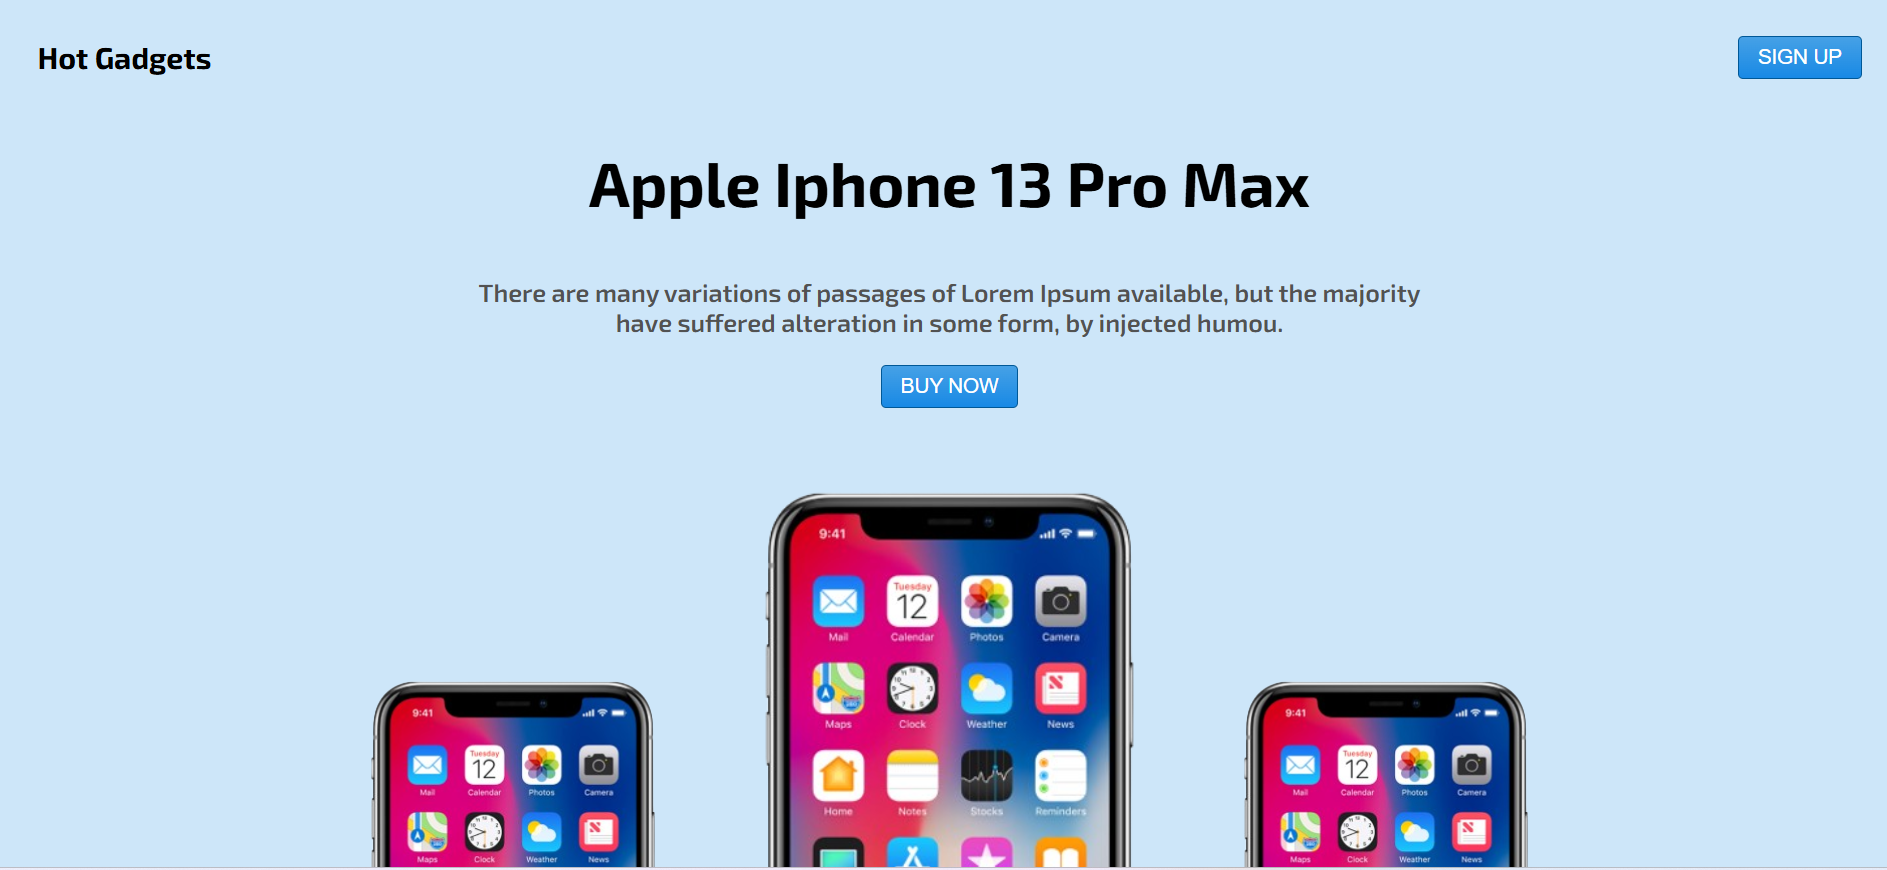 Hot Gadgets
SIGN UP
Apple Iphone 13 Pro Max
There are many variations of passages of Lorem Ipsum available, but the majority
have suffered alteration in some form, by injected humou.
BUY NOW
9:41
Tuesday
12
Mail Calendar Photos Camera
Maps Clock Weather News
Home Notes Stocks Reminders
9:41
Tuesday
12
Mail Calendar Photos Camera
Maps Clock Weather News
9:41
Tuesday
12
Mail Calendar Photos Camera
Maps Clock Weather News